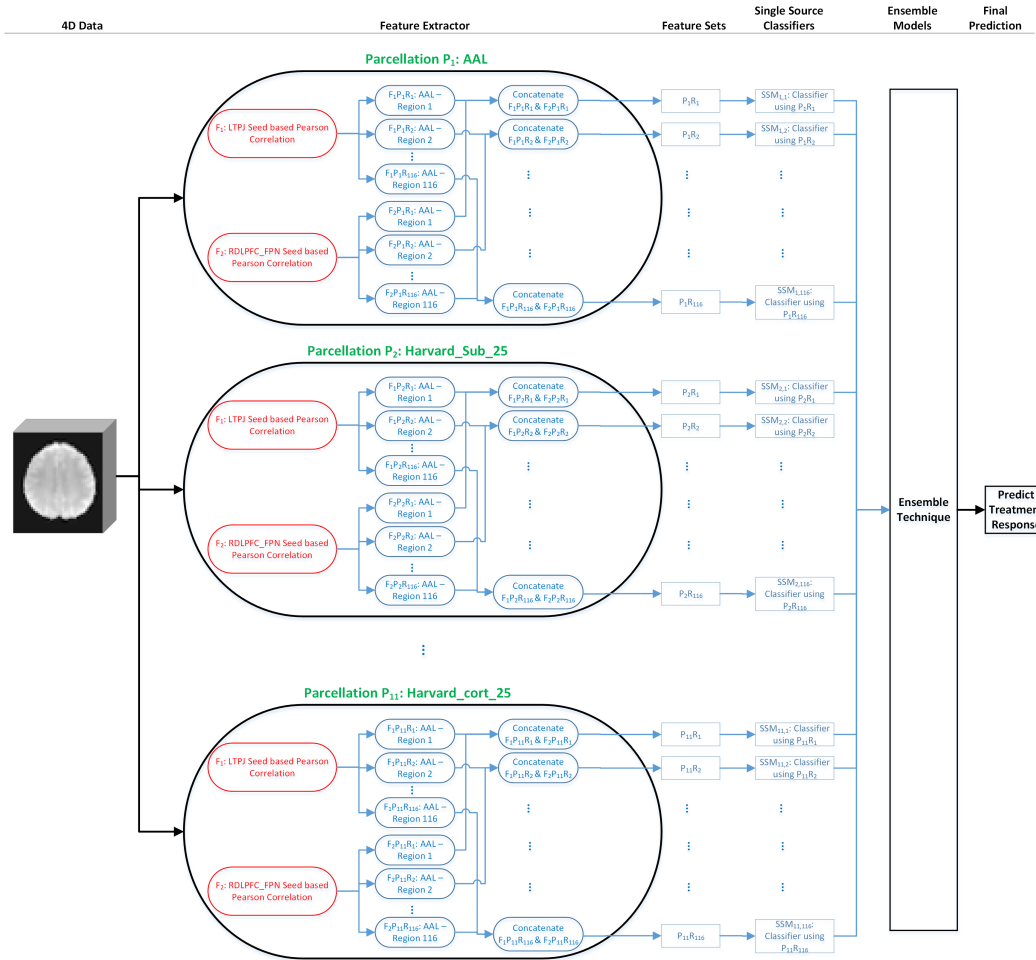 4D Data
Feature Extractor
Feature Sets
Single Source
Classifiers
Ensemble
Models
Final
Prediction
Parcellation P₁: AAL
F₁: LTPJ Seed based Pearson
Correlation
F₂: RDLPFC_FPN Seed based
Pearson Correlation
F₁P₁R₁: AAL –
Region 1
F₁P₁R₂: AAL –
Region 2
F₁P₁R₁₁₆: AAL –
Region 116
F₂P₁R₁: AAL –
Region 1
F₂P₁R₂: AAL –
Region 2
F₂P₁R₁₁₆: AAL –
Region 116
Concatenate
F₁P₁R₁ & F₂P₁R₁
Concatenate
F₁P₁R₂ & F₂P₁R₂
Concatenate
F₁P₁R₁₁₆ & F₂P₁R₁₁₆
P₁R₁
P₁R₂
P₁R₁₁₆
SSM₁,₁: Classifier
using P₁R₁
SSM₁,₂: Classifier
using P₁R₂
SSM₁,₁₁₆:
Classifier using
P₁R₁₁₆
Parcellation P₂: Harvard_Sub_25
F₁: LTPJ Seed based Pearson
Correlation
F₂: RDLPFC_FPN Seed based
Pearson Correlation
F₁P₂R₁: AAL –
Region 1
F₁P₂R₂: AAL –
Region 2
F₁P₂R₁₁₆: AAL –
Region 116
F₂P₂R₁: AAL –
Region 1
F₂P₂R₂: AAL –
Region 2
F₂P₂R₁₁₆: AAL –
Region 116
Concatenate
F₁P₂R₁ & F₂P₂R₁
Concatenate
F₁P₂R₂ & F₂P₂R₂
Concatenate
F₁P₂R₁₁₆ & F₂P₂R₁₁₆
P₂R₁
P₂R₂
P₂R₁₁₆
SSM₂,₁: Classifier
using P₂R₁
SSM₂,₂: Classifier
using P₂R₂
SSM₂,₁₁₆:
Classifier using
P₂R₁₁₆
Parcellation P₁₁: Harvard_cort_25
F₁: LTPJ Seed based Pearson
Correlation
F₂: RDLPFC_FPN Seed based
Pearson Correlation
F₁P₁₁R₁: AAL –
Region 1
F₁P₁₁R₂: AAL –
Region 2
F₁P₁₁R₁₁₆: AAL –
Region 116
F₂P₁₁R₁: AAL –
Region 1
F₂P₁₁R₂: AAL –
Region 2
F₂P₁₁R₁₁₆: AAL –
Region 116
Concatenate
F₁P₁₁R₁ & F₂P₁₁R₁
Concatenate
F₁P₁₁R₂ & F₂P₁₁R₂
Concatenate
F₁P₁₁R₁₁₆ & F₂P₁₁R₁₁₆
P₁₁R₁
P₁₁R₂
P₁₁R₁₁₆
SSM₁₁,₁: Classifier
using P₁₁R₁
SSM₁₁,₂: Classifier
using P₁₁R₂
SSM₁₁,₁₁₆:
Classifier using
P₁₁R₁₁₆
Ensemble
Technique
Predict
Treatmen
Respons